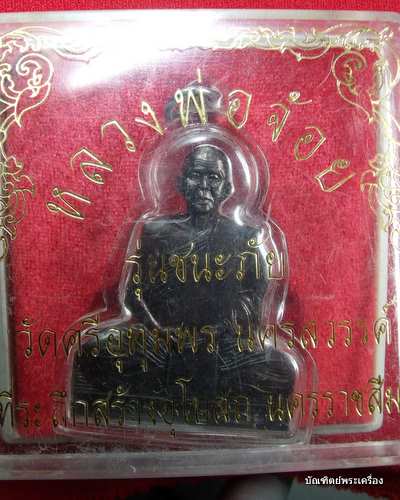 หลวงพ่อจ้อย
รุ่นชนะภัย
วัดศรีอุทุมพร นครสวรรค์
ที่ระลึกสร้างอุโบสถ นครราชสีม
บัณฑิตย์พระเครื่อง